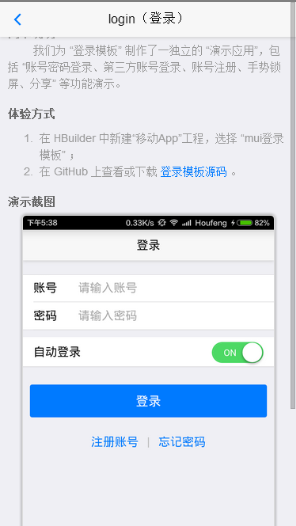 login（登录）
我们为 “登录模板” 制作了一独立的 “演示应用”，包
括 “账号密码登录、第三方账号登录、账号注册、手势锁
屏、分享” 等功能演示。
体验方式
1. 在 HBuilder 中新建“移动App”工程，选择 “mui登录
模板” ；
2. 在 GitHub 上查看或下载 登录模板源码 。
演示截图
下午5:38 0.33K/s Houfeng 82%
登录
账号 请输入账号
密码 请输入密码
自动登录 ON
登录
注册账号 | 忘记密码